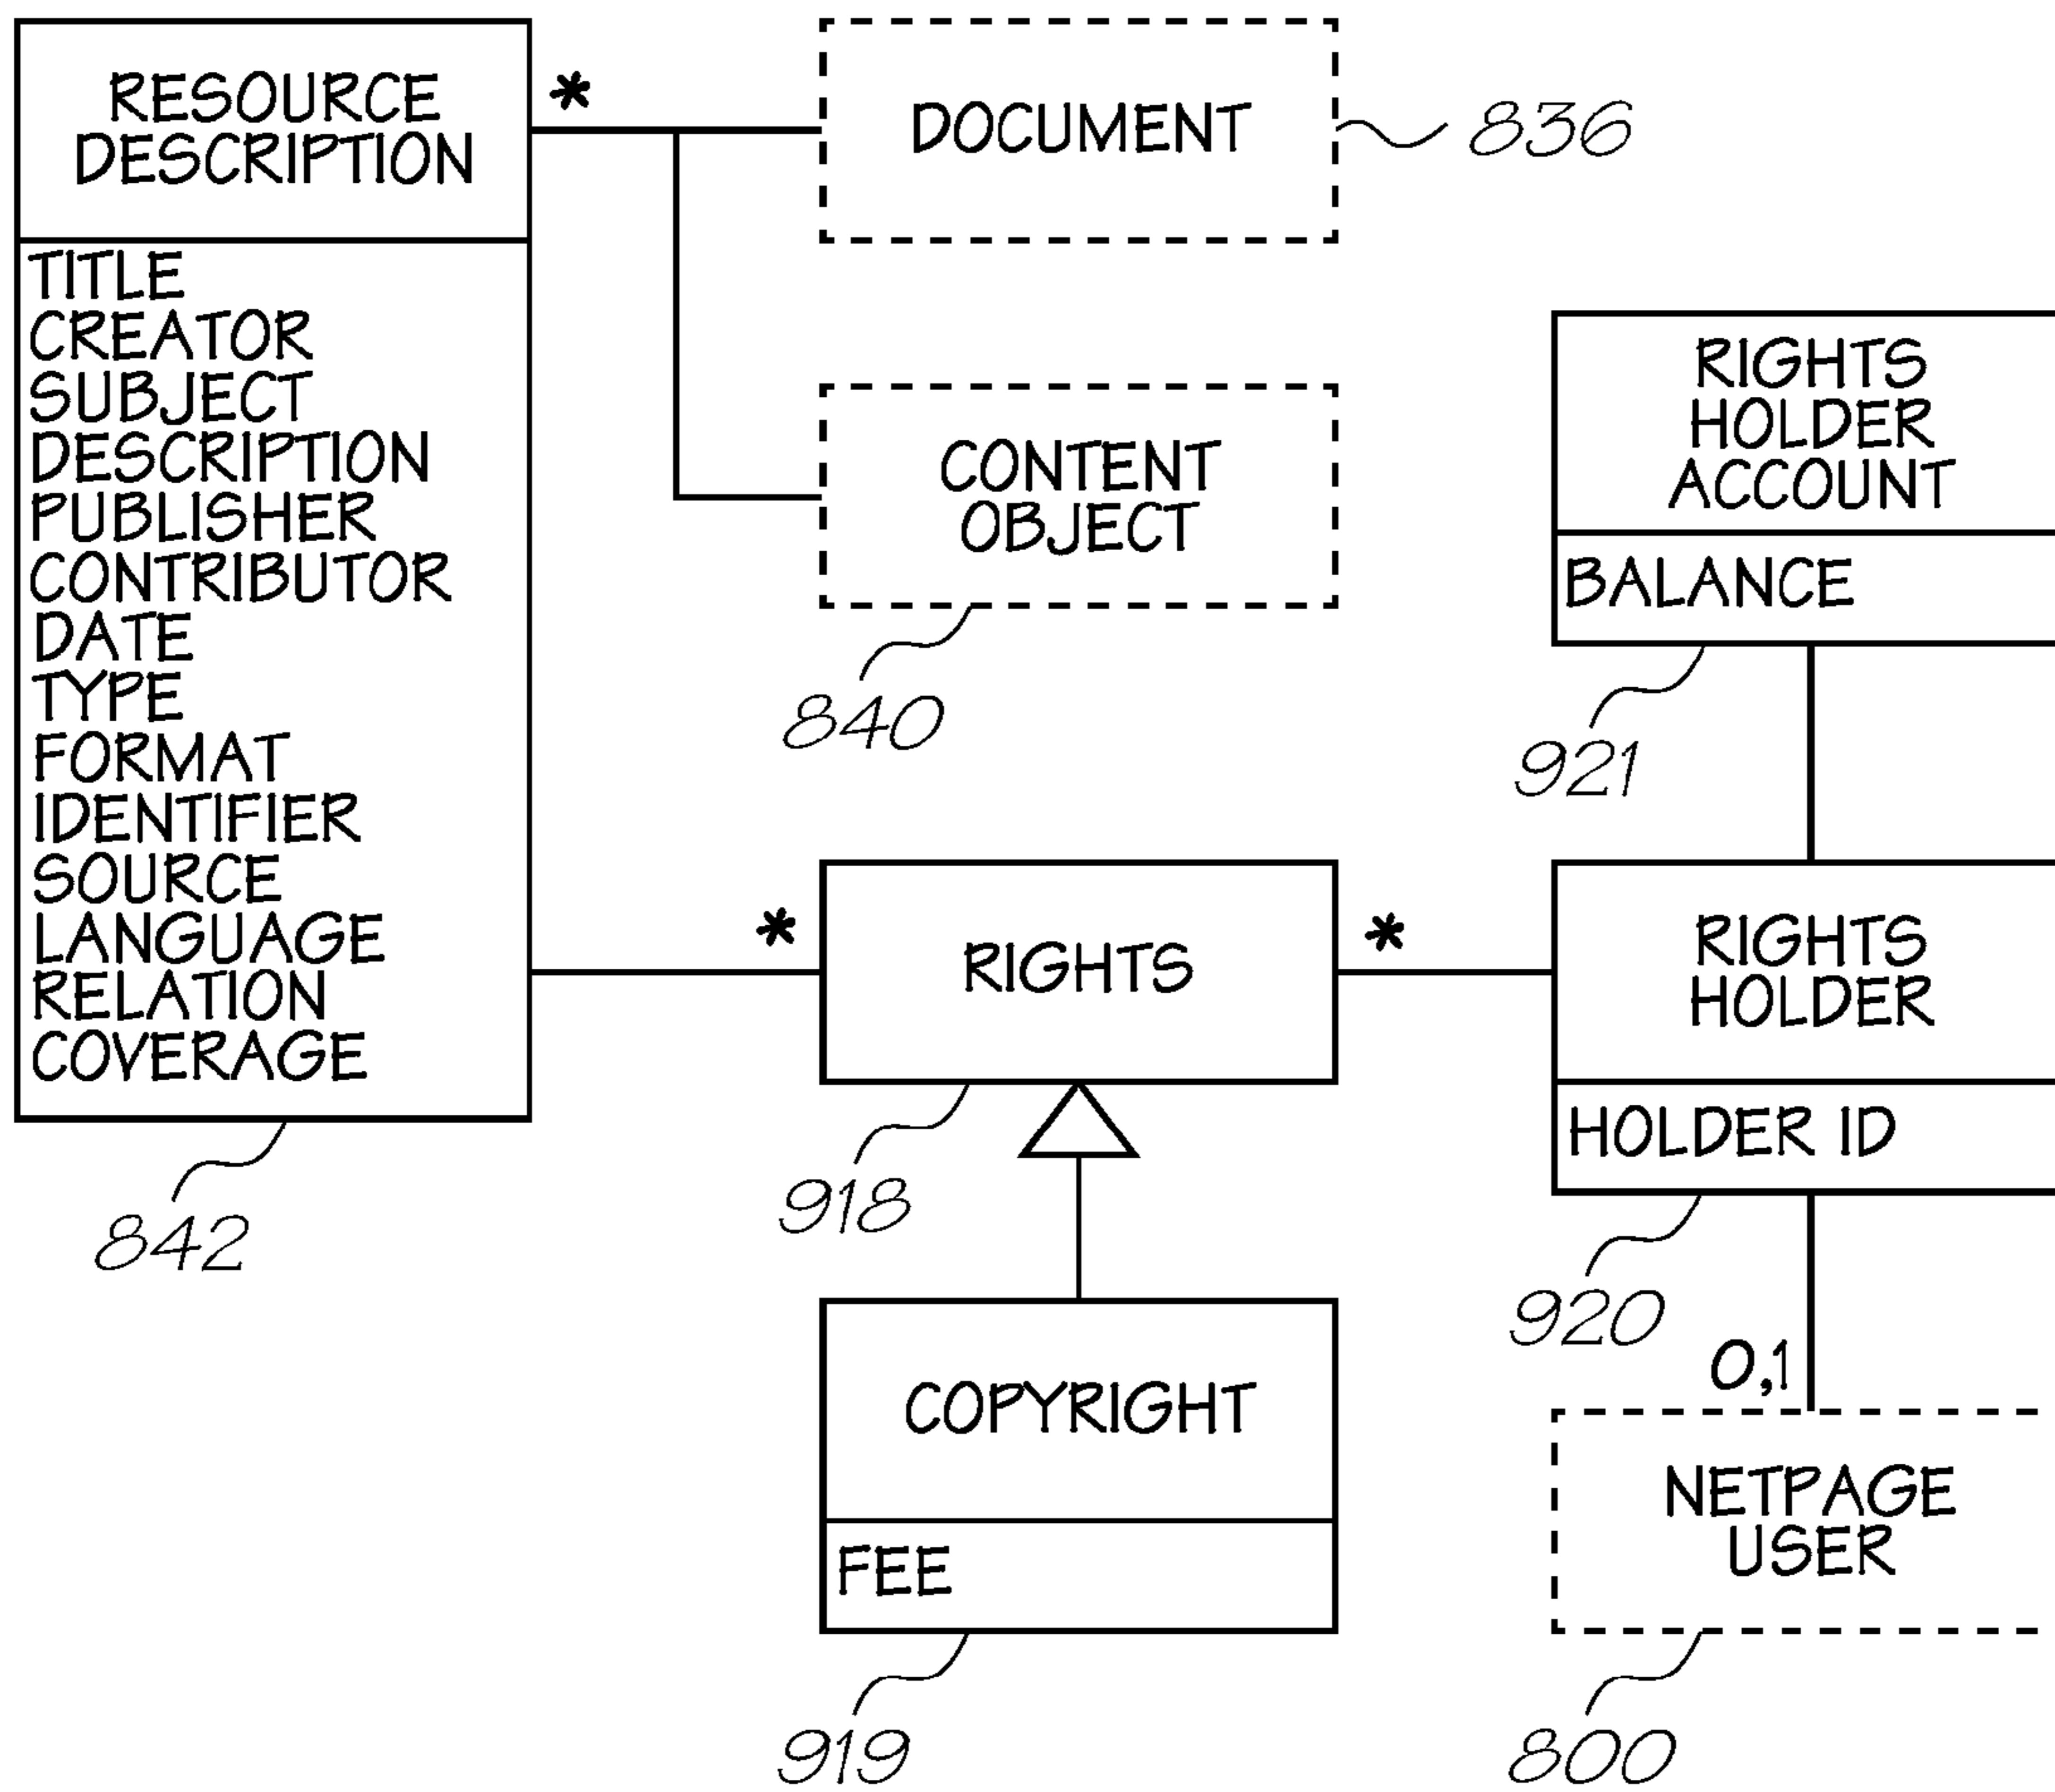 RESOURCE
DESCRIPTION
TITLE
CREATOR
SUBJECT
DESCRIPTION
PUBLISHER
CONTRIBUTOR
DATE
TYPE
FORMAT
IDENTIFIER
SOURCE
LANGUAGE
RELATION
COVERAGE
842
*
DOCUMENT
836
CONTENT
OBJECT
840
RIGHTS
HOLDER
ACCOUNT
BALANCE
921
*
RIGHTS
918
*
RIGHTS
HOLDER
HOLDER ID
920
COPYRIGHT
FEE
919
0,1
NETPAGE
USER
800